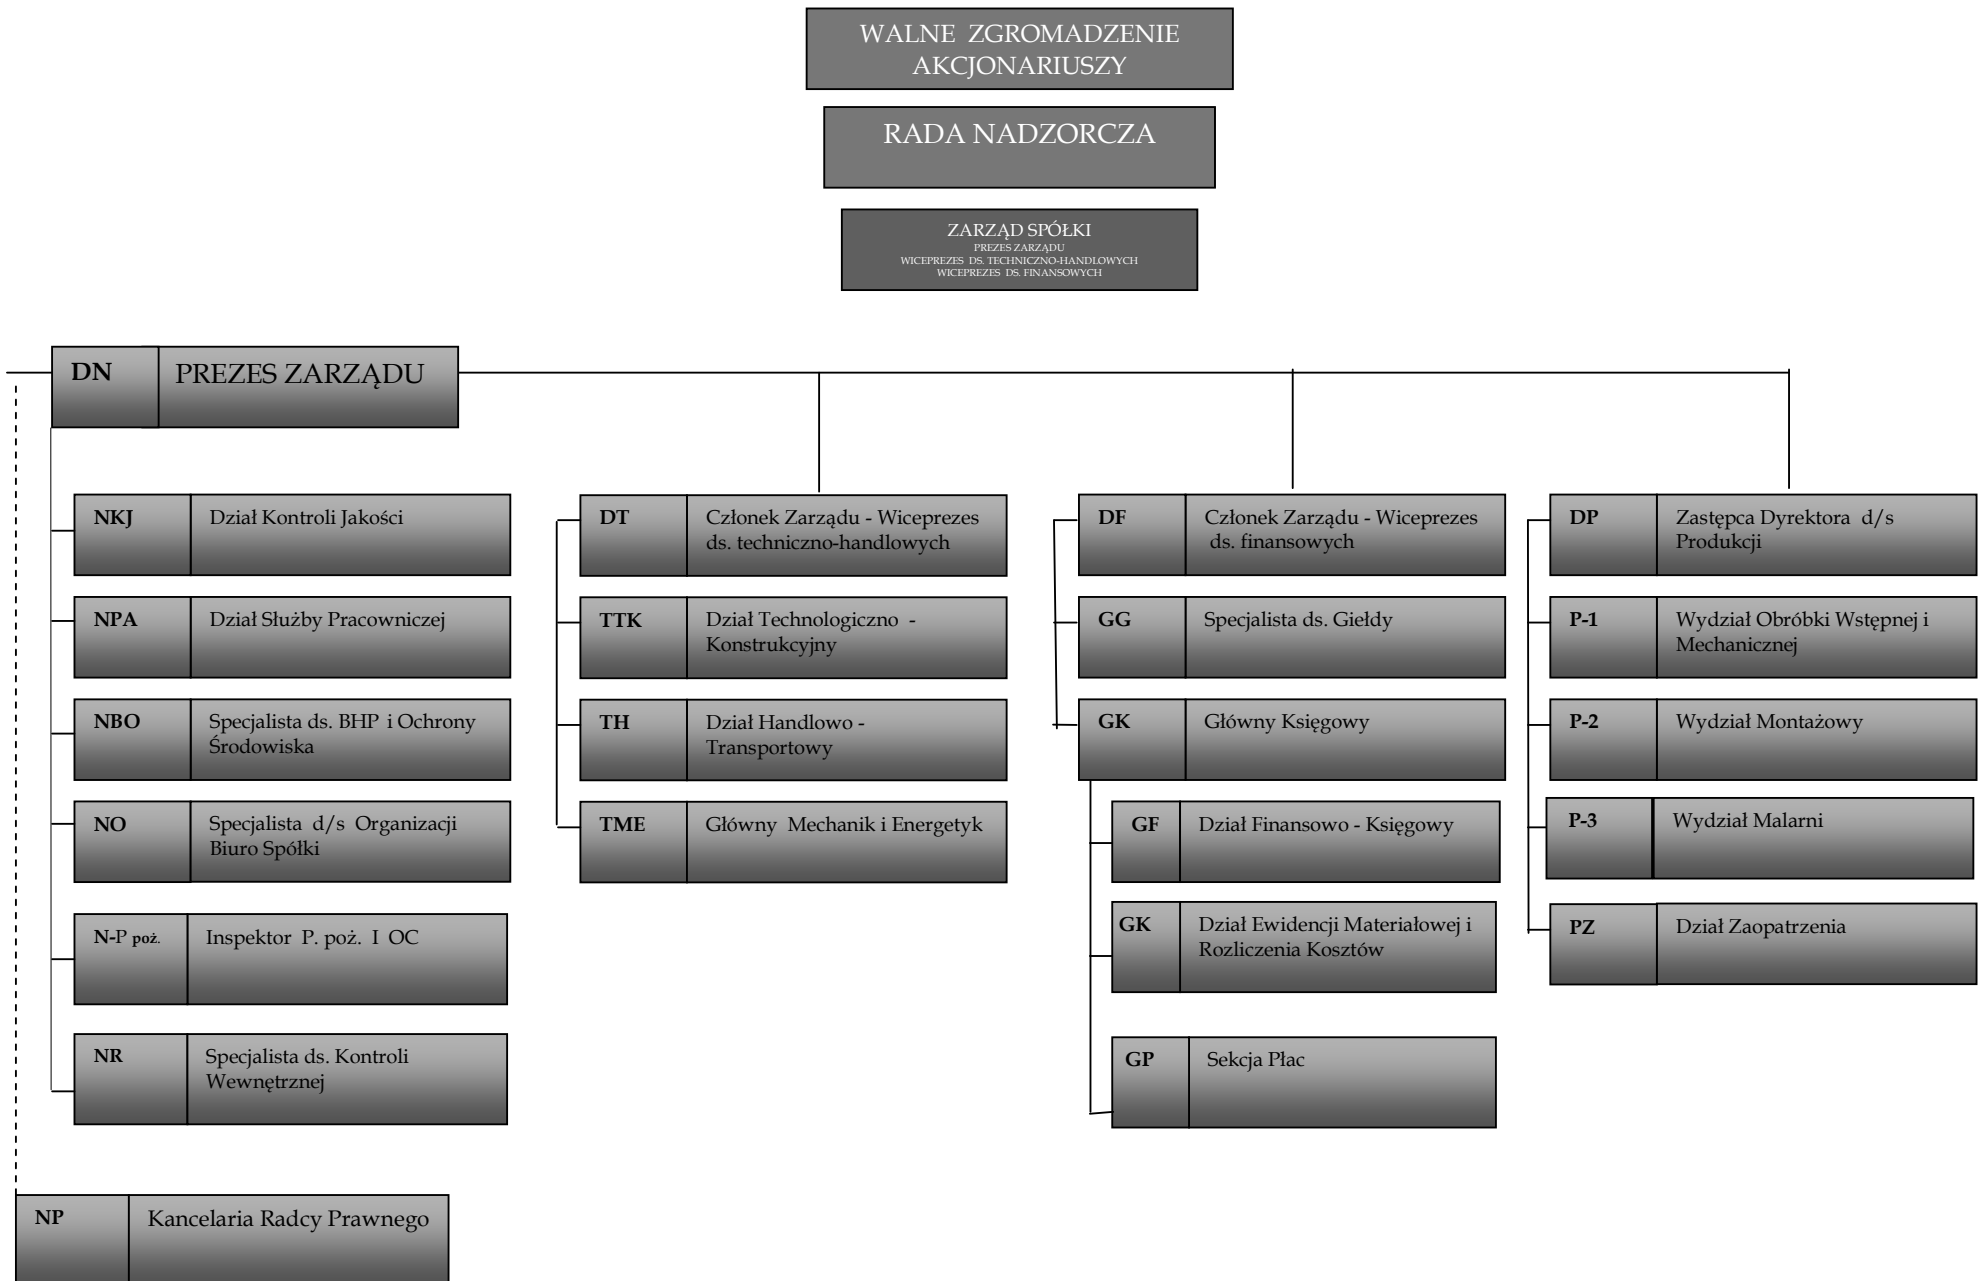 WALNE ZGROMADZENIE
AKCJONARIUSZY
RADA NADZORCZA
ZARZĄD SPÓŁKI
PREZES ZARZĄDU
WICEPREZES DS. TECHNICZNO-HANDLOWYCH
WICEPREZES DS. FINANSOWYCH
DN PREZES ZARZĄDU
NKJ Dział Kontroli Jakości
NPA Dział Służby Pracowniczej
NBO Specjalista ds. BHP i Ochrony
Środowiska
NO Specjalista d/s Organizacji
Biuro Spółki
N-P poż. Inspektor P. poż. I OC
NR Specjalista ds. Kontroli
Wewnętrznej
NP Kancelaria Radcy Prawnego
DT Członek Zarządu - Wiceprezes
ds. techniczno-handlowych
TTK Dział Technologiczno -
Konstrukcyjny
TH Dział Handlowo -
Transportowy
TME Główny Mechanik i Energetyk
DF Członek Zarządu - Wiceprezes
ds. finansowych
GG Specjalista ds. Giełdy
GK Główny Księgowy
GF Dział Finansowo - Księgowy
GK Dział Ewidencji Materiałowej i
Rozliczenia Kosztów
GP Sekcja Płac
DP Zastępca Dyrektora d/s
Produkcji
P-1 Wydział Obróbki Wstępnej i
Mechanicznej
P-2 Wydział Montażowy
P-3 Wydział Malarni
PZ Dział Zaopatrzenia